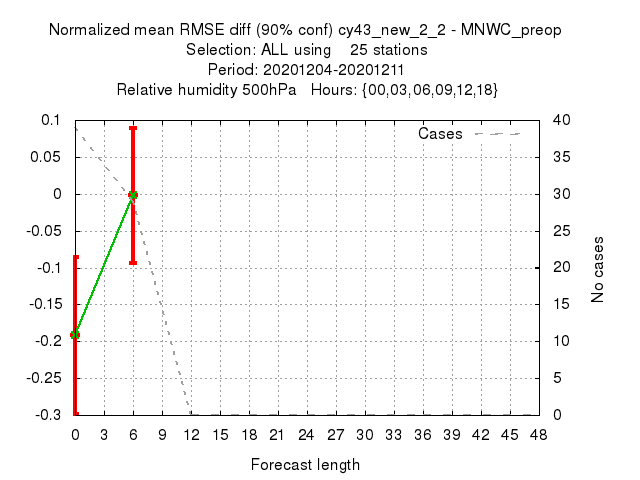 Normalized mean RMSE diff (90% conf) cy43_new_2_2 - MNWC_preop
Selection: ALL using 25 stations
Period: 20201204-20201211
Relative humidity 500hPa Hours: {00,03,06,09,12,18}
Cases
0.1
0.05
0
-0.05
-0.1
-0.15
-0.2
-0.25
-0.3
40
35
30
25
20
15
10
5
0
No cases
0 3 6 9 12 15 18 21 24 27 30 33 36 39 42 45 48
Forecast length